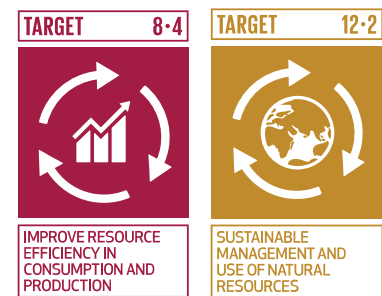 TARGET 8·4
IMPROVE RESOURCE
EFFICIENCY IN
CONSUMPTION AND
PRODUCTION
TARGET 12·2
SUSTAINABLE
MANAGEMENT AND
USE OF NATURAL
RESOURCES